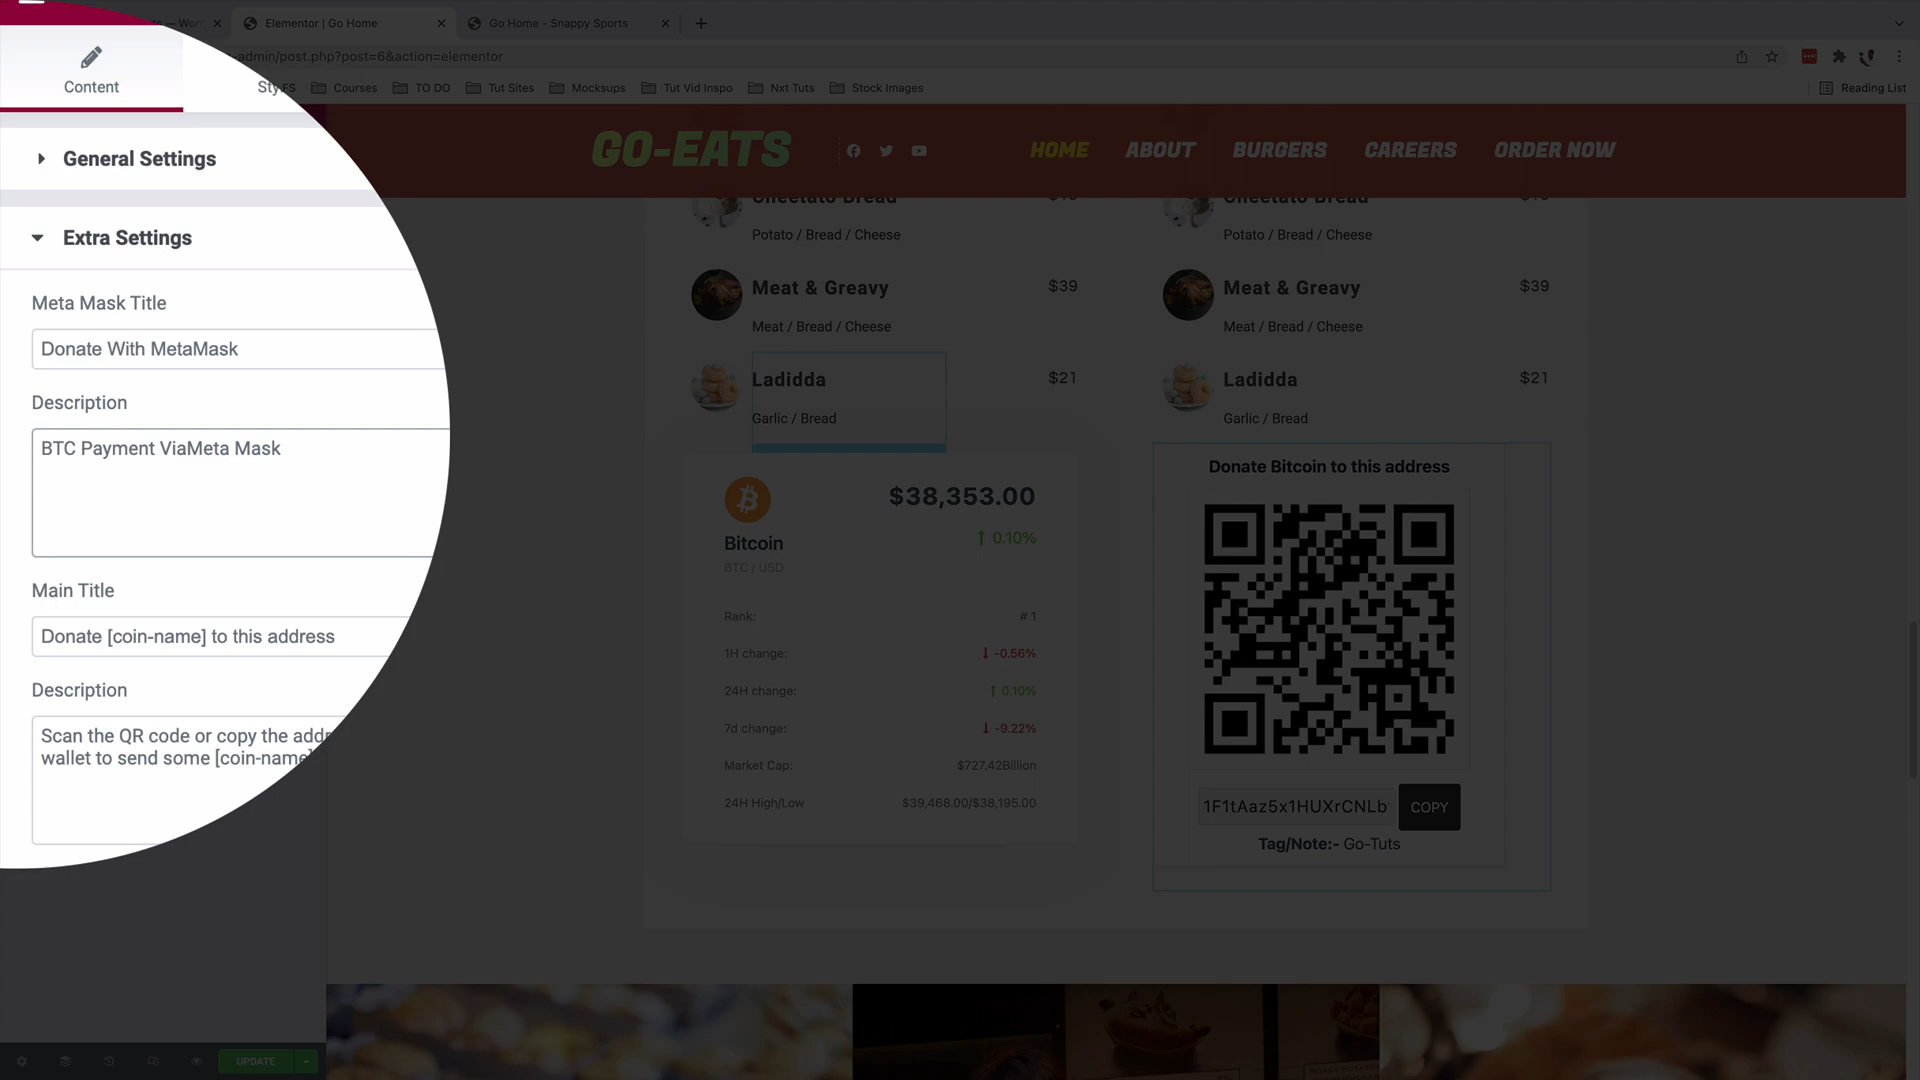 Elementor | Go Home
Go Home – Snappy Sports
admin/post.php?post=6&action=elementor
Courses
TO DO
Tut Sites
Mocksups
Tut Vid Inspo
Nxt Tuts
Stock Images
Reading List
Content
General Settings
Extra Settings
Meta Mask Title
Donate With MetaMask
Description
BTC Payment ViaMeta Mask
Main Title
Donate [coin-name] to this address
Description
Scan the QR code or copy the
wallet to send some [coin-name]
UPDATE
GO-EATS
HOME
ABOUT
BURGERS
CAREERS
ORDER NOW
Cheetato Bread
Potato / Bread / Cheese
Meat & Greavy
$39
Meat / Bread / Cheese
Ladidda
$21
Garlic / Bread
Cheetato Bread
Potato / Bread / Cheese
Meat & Greavy
$39
Meat / Bread / Cheese
Ladidda
$21
Garlic / Bread
$38,353.00
0.10%
Bitcoin
BTC / USD
Rank:
# 1
1H change:
-0.56%
24H change:
0.10%
7d change:
-9.22%
Market Cap:
$727.42Billion
24H High/Low
$39,468.00/$38,195.00
Donate Bitcoin to this address
1F1tAaz5x1HUXrCNLb
COPY
Tag/Note:- Go-Tuts